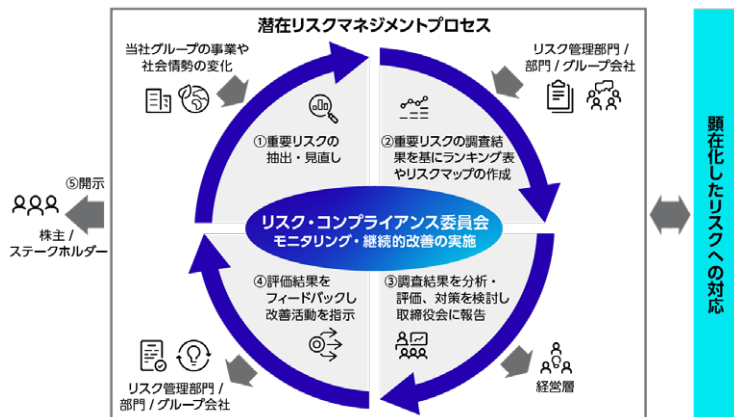 潜在リスクマネジメントプロセス
当社グループの事業や
社会情勢の変化
リスク管理部門 /
部門 / グループ会社
①重要リスクの
抽出・見直し
②重要リスクの調査結
果を基にランキング表
やリスクマップの作成
⑤開示
株主 /
ステークホルダー
リスク・コンプライアンス委員会
モニタリング・継続的改善の実施
④評価結果を
フィードバックし
改善活動を指示
③調査結果を分析・
評価、対策を検討し
取締役会に報告
リスク管理部門 /
部門 / グループ会社
経営層
顕在化したリスクへの対応